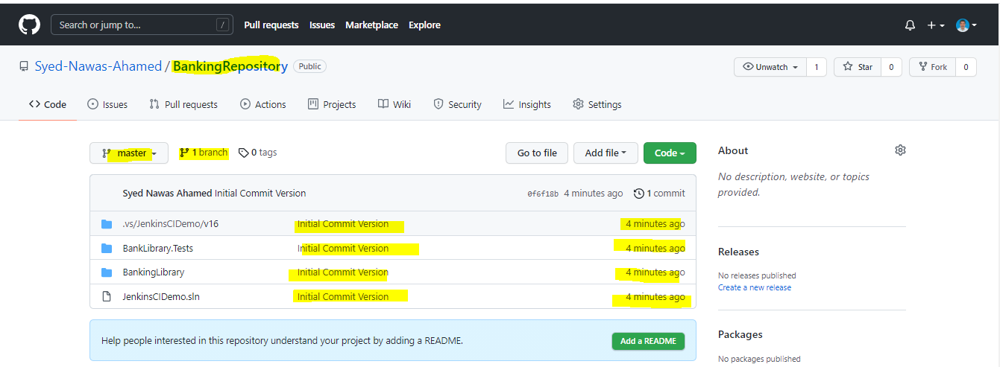 Search or jump to... /
Pull requests Issues Marketplace Explore
Syed-Nawas-Ahamed / BankingRepository Public
Unwatch 1 Star 0 Fork 0
Code Issues Pull requests Actions Projects Wiki Security Insights Settings
master 1 branch 0 tags Go to file Add file Code
Syed Nawas Ahamed Initial Commit Version 0f6f18b 4 minutes ago 1 commit
.vs/JenkinsCIDemo/v16 Initial Commit Version 4 minutes ago
BankLibrary.Tests Initial Commit Version 4 minutes ago
BankingLibrary Initial Commit Version 4 minutes ago
JenkinsCIDemo.sln Initial Commit Version 4 minutes ago
Help people interested in this repository understand your project by adding a README. Add a README
About
No description, website, or topics
provided.
Releases
No releases published
Create a new release
Packages
No packages published